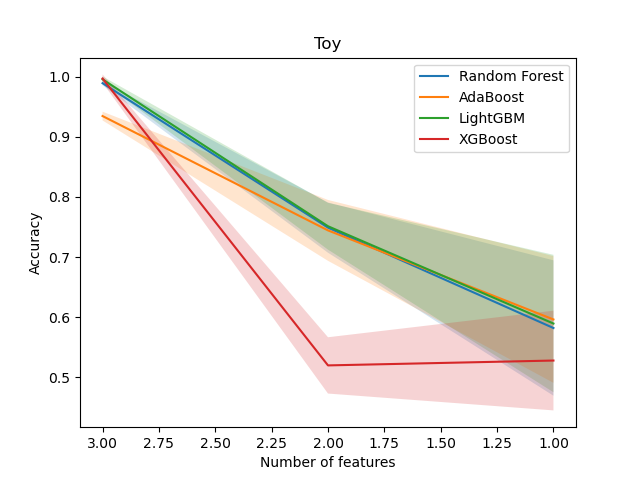 Toy
Random Forest
AdaBoost
LightGBM
XGBoost
1.0
0.9
0.8
0.7
0.6
0.5
Accuracy
3.00 2.75 2.50 2.25 2.00 1.75 1.50 1.25 1.00
Number of features